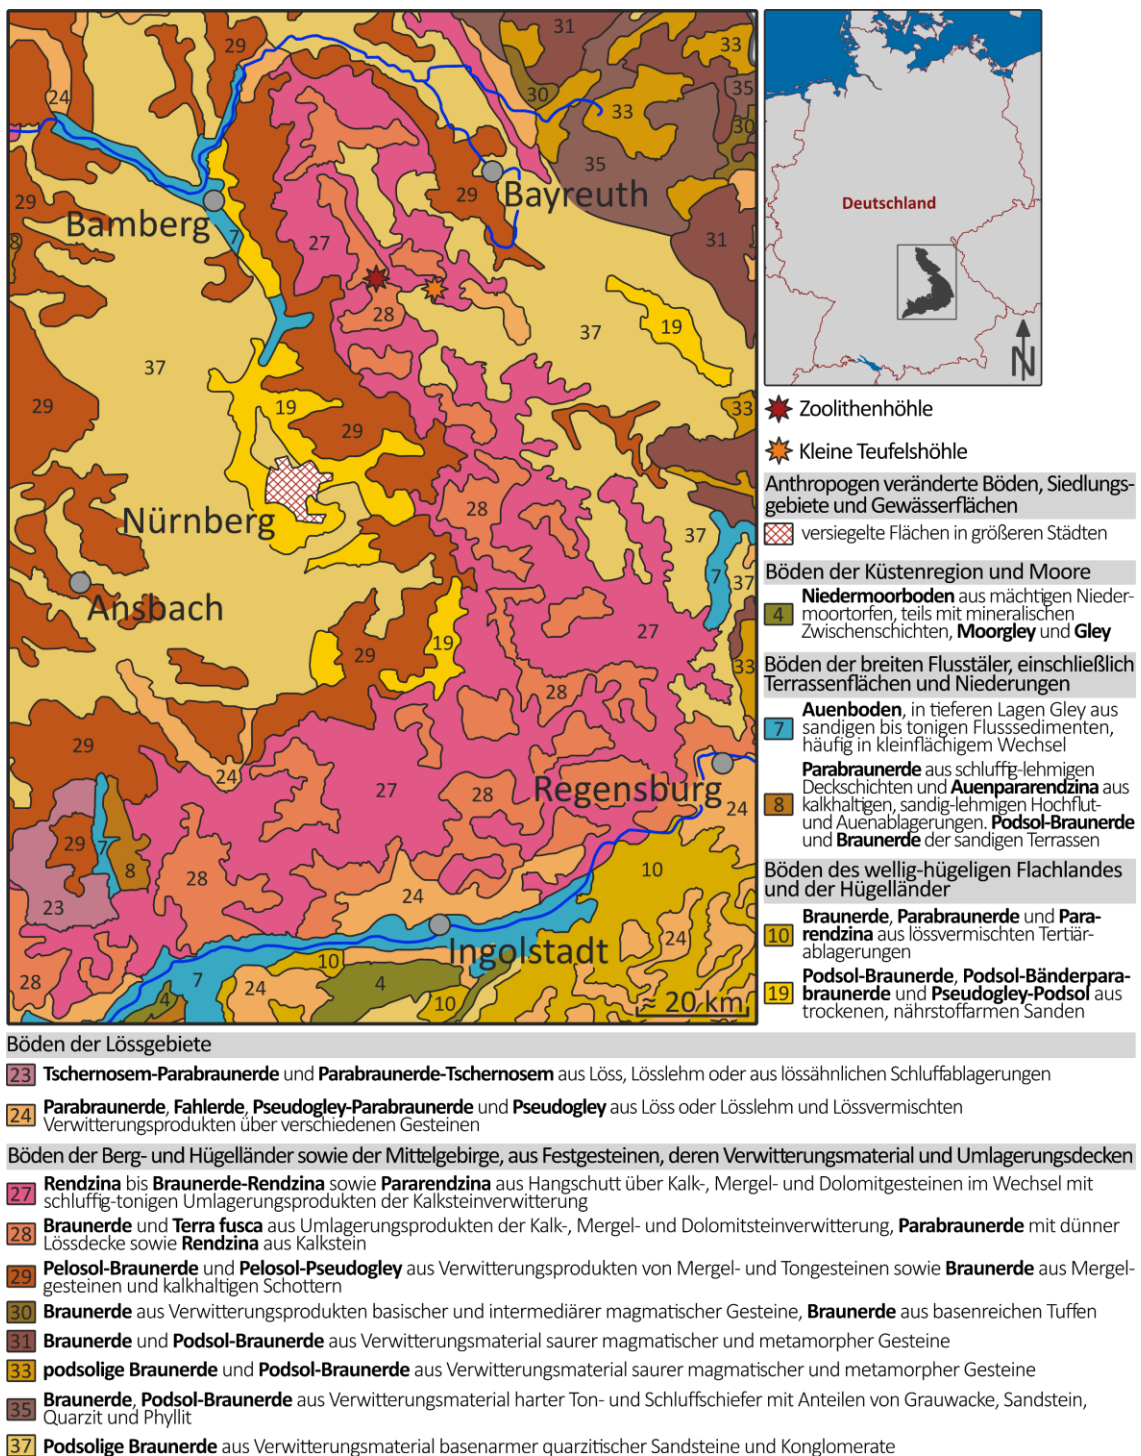 31
33
29
24
30
33
35
30
35
29
Bayreuth
29
Bamberg
8
7
27
31
28
37
19
37
29
19
29
33
28
Nürnberg
37
7
37
Ansbach
27
29
19
33
28
29
24
27
28
Regensburg
24
29
7
8
10
28
24
23
Ingolstadt
28
10
24
4
7
24
4
10
≈ 20 km
Deutschland
N
Zoolithenhöhle
Kleine Teufelshöhle
Anthropogen veränderte Böden, Siedlungs-
gebiete und Gewässerflächen
versiegelte Flächen in größeren Städten
Böden der Küstenregion und Moore
4 Niedermoorboden aus mächtigen Nieder-
moortorfen, teils mit mineralischen
Zwischenschichten, Moorgley und Gley
Böden der breiten Flusstäler, einschließlich
Terrassenflächen und Niederungen
7 Auenboden, in tieferen Lagen Gley aus
sandigen bis tonigen Flusssedimenten,
häufig in kleinflächigem Wechsel
8 Parabraunerde aus schluffig-lehmigen
Deckschichten und Auenpararendzina aus
kalkhaltigen, sandig-lehmigen Hochflut-
und Auenablagerungen. Podsol-Braunerde
und Braunerde der sandigen Terrassen
Böden des wellig-hügeligen Flachlandes
und der Hügelländer
10 Braunerde, Parabraunerde und Para-
rendzina aus lössvermischten Tertiär-
ablagerungen
19 Podsol-Braunerde, Podsol-Bänderpara-
braunerde und Pseudogley-Podsol aus
trockenen, nährstoffarmen Sanden
Böden der Lössgebiete
23 Tschernosem-Parabraunerde und Parabraunerde-Tschernosem aus Löss, Lösslehm oder aus lössähnlichen Schluffablagerungen
24 Parabraunerde, Fahlerde, Pseudogley-Parabraunerde und Pseudogley aus Löss oder Lösslehm und Lössvermischten
Verwitterungsprodukten über verschiedenen Gesteinen
Böden der Berg- und Hügelländer sowie der Mittelgebirge, aus Festgesteinen, deren Verwitterungsmaterial und Umlagerungsdecken
27 Rendzina bis Braunerde-Rendzina sowie Pararendzina aus Hangschutt über Kalk-, Mergel- und Dolomitgesteinen im Wechsel mit
schluffig-tonigen Umlagerungsprodukten der Kalksteinverwitterung
28 Braunerde und Terra fusca aus Umlagerungsprodukten der Kalk-, Mergel- und Dolomitsteinverwitterung, Parabraunerde mit dünner
Lössdecke sowie Rendzina aus Kalkstein
29 Pelosol-Braunerde und Pelosol-Pseudogley aus Verwitterungsprodukten von Mergel- und Tongesteinen sowie Braunerde aus Mergel-
gesteinen und kalkhaltigen Schottern
30 Braunerde aus Verwitterungsprodukten basischer und intermediärer magmatischer Gesteine, Braunerde aus basenreichen Tuffen
31 Braunerde und Podsol-Braunerde aus Verwitterungsmaterial saurer magmatischer und metamorpher Gesteine
33 podsolige Braunerde und Podsol-Braunerde aus Verwitterungsmaterial saurer magmatischer und metamorpher Gesteine
35 Braunerde, Podsol-Braunerde aus Verwitterungsmaterial harter Ton- und Schluffschiefer mit Anteilen von Grauwacke, Sandstein,
Quarzit und Phyllit
37 Podsolige Braunerde aus Verwitterungsmaterial basenarmer quarzitischer Sandsteine und Konglomerate